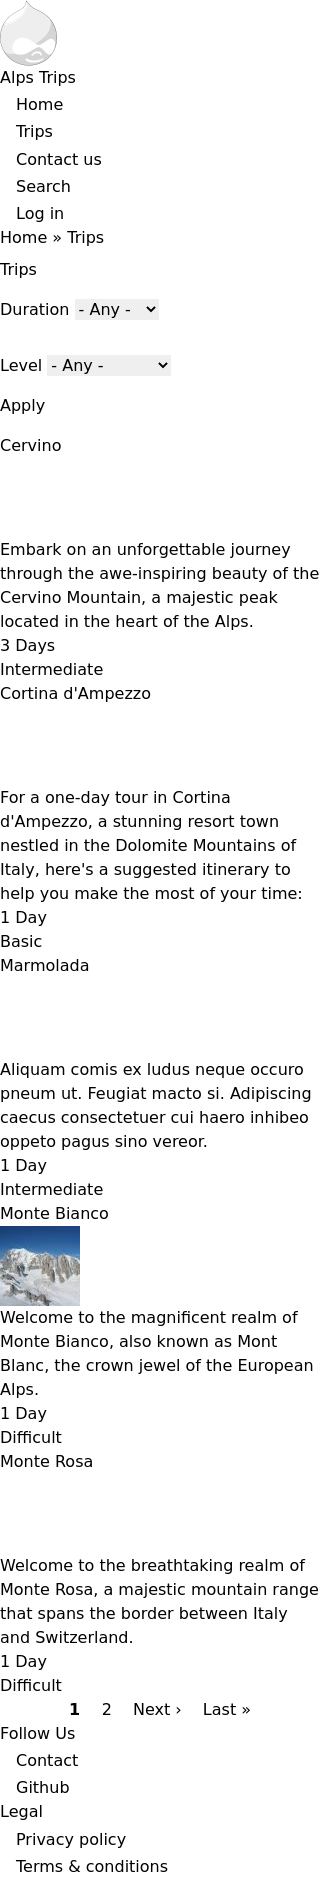 Alps Trips
Home
Trips
Contact us
Search
Log in
Home » Trips
Trips
Duration - Any -
Level - Any -
Apply
Cervino
Embark on an unforgettable journey
through the awe-inspiring beauty of the
Cervino Mountain, a majestic peak
located in the heart of the Alps.
3 Days
Intermediate
Cortina d'Ampezzo
For a one-day tour in Cortina
d'Ampezzo, a stunning resort town
nestled in the Dolomite Mountains of
Italy, here's a suggested itinerary to
help you make the most of your time:
1 Day
Basic
Marmolada
Aliquam comis ex ludus neque occuro
pneum ut. Feugiat macto si. Adipiscing
caecus consectetuer cui haero inhibeo
oppeto pagus sino vereor.
1 Day
Intermediate
Monte Bianco
Welcome to the magnificent realm of
Monte Bianco, also known as Mont
Blanc, the crown jewel of the European
Alps.
1 Day
Difficult
Monte Rosa
Welcome to the breathtaking realm of
Monte Rosa, a majestic mountain range
that spans the border between Italy
and Switzerland.
1 Day
Difficult
1 2 Next › Last »
Follow Us
Contact
Github
Legal
Privacy policy
Terms & conditions